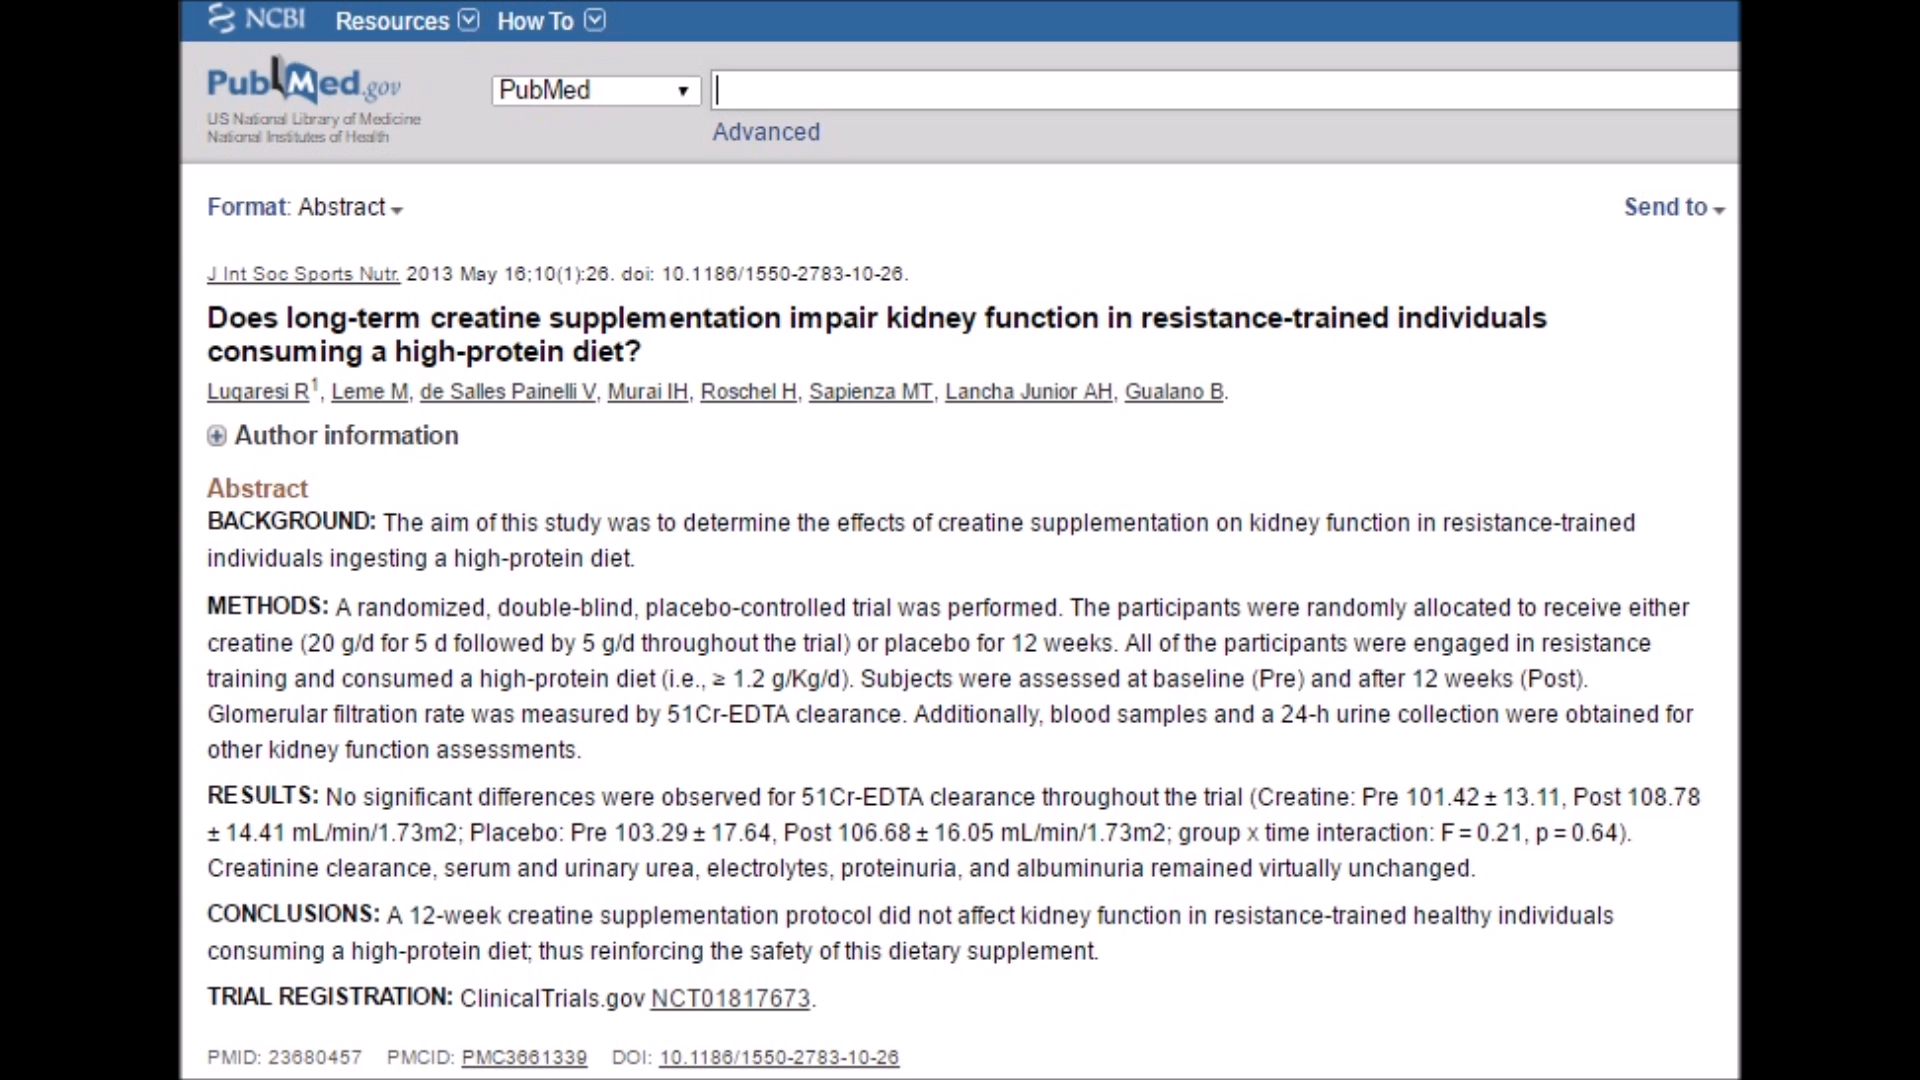 NCBI Resources How To
PubMed.gov
US National Library of Medicine
National Institutes of Health
PubMed
Advanced
Format: Abstract
Send to
J Int Soc Sports Nutr. 2013 May 16;10(1):26. doi: 10.1186/1550-2783-10-26.
Does long-term creatine supplementation impair kidney function in resistance-trained individuals
consuming a high-protein diet?
Lugaresi R1, Leme M, de Salles Painelli V, Murai IH, Roschel H, Sapienza MT, Lancha Junior AH, Gualano B.
Author information
Abstract
BACKGROUND: The aim of this study was to determine the effects of creatine supplementation on kidney function in resistance-trained
individuals ingesting a high-protein diet.
METHODS: A randomized, double-blind, placebo-controlled trial was performed. The participants were randomly allocated to receive either
creatine (20 g/d for 5 d followed by 5 g/d throughout the trial) or placebo for 12 weeks. All of the participants were engaged in resistance
training and consumed a high-protein diet (i.e., ≥ 1.2 g/Kg/d). Subjects were assessed at baseline (Pre) and after 12 weeks (Post).
Glomerular filtration rate was measured by 51Cr-EDTA clearance. Additionally, blood samples and a 24-h urine collection were obtained for
other kidney function assessments.
RESULTS: No significant differences were observed for 51Cr-EDTA clearance throughout the trial (Creatine: Pre 101.42 ± 13.11, Post 108.78
± 14.41 mL/min/1.73m2; Placebo: Pre 103.29 ± 17.64, Post 106.68 ± 16.05 mL/min/1.73m2; group x time interaction: F = 0.21, p = 0.64).
Creatinine clearance, serum and urinary urea, electrolytes, proteinuria, and albuminuria remained virtually unchanged.
CONCLUSIONS: A 12-week creatine supplementation protocol did not affect kidney function in resistance-trained healthy individuals
consuming a high-protein diet; thus reinforcing the safety of this dietary supplement.
TRIAL REGISTRATION: ClinicalTrials.gov NCT01817673.
PMID: 23680457 PMCID: PMC3661339 DOI: 10.1186/1550-2783-10-26